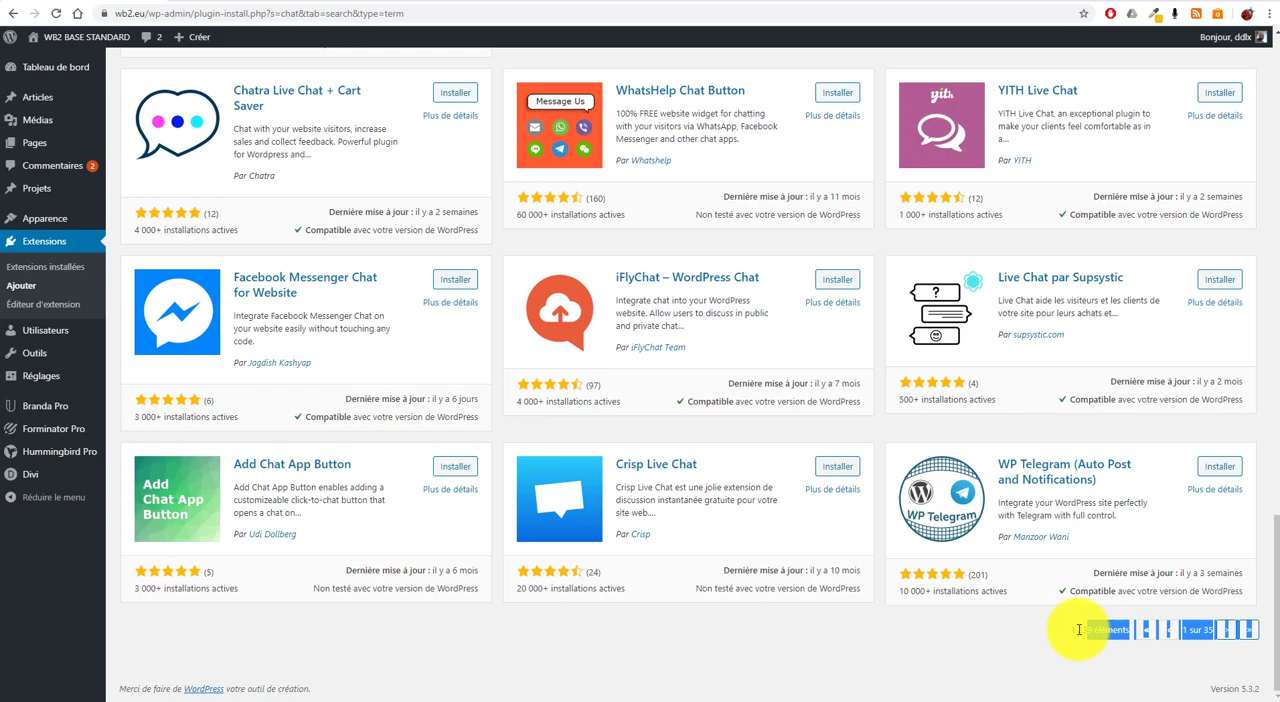 wb2.eu/wp-admin/plugin-install.php?s=chat&tab=search&type=term
WB2 BASE STANDARD 2 + Créer Bonjour, ddlx
Tableau de bord
Articles
Médias
Pages
Commentaires 2
Projets
Apparence
Extensions
Extensions installées
Ajouter
Éditeur d'extension
Utilisateurs
Outils
Réglages
Branda Pro
Forminator Pro
Hummingbird Pro
Divi
Réduire le menu
Chatra Live Chat + Cart
Saver
Installer
Plus de détails
Chat with your website visitors, increase
sales and collect feedback. Powerful plugin
for Wordpress and...
Par Chatra
(12)
Dernière mise à jour : il y a 2 semaines
4 000+ installations actives
Compatible avec votre version de WordPress
Message Us
WhatsHelp Chat Button
Installer
Plus de détails
100% FREE website widget for chatting
with your visitors via WhatsApp, Facebook
Messenger and other chat apps.
Par Whatshelp
(160)
Dernière mise à jour : il y a 11 mois
60 000+ installations actives
Non testé avec votre version de WordPress
yith
YITH Live Chat
Installer
Plus de détails
YITH Live Chat, an exceptional plugin to
make your clients feel comfortable as in
a...
Par YITH
(12)
Dernière mise à jour : il y a 2 semaines
1 000+ installations actives
Compatible avec votre version de WordPress
Facebook Messenger Chat
for Website
Installer
Plus de détails
Integrate Facebook Messenger Chat on
your website easily without touching any
code.
Par Jagdish Kashyap
(6)
Dernière mise à jour : il y a 6 jours
3 000+ installations actives
Compatible avec votre version de WordPress
iFlyChat – WordPress Chat
Installer
Plus de détails
Integrate chat into your WordPress
website. Allow users to discuss in public
and private chat...
Par iFlyChat Team
(97)
Dernière mise à jour : il y a 7 mois
4 000+ installations actives
Compatible avec votre version de WordPress
?
Live Chat par Supsystic
Installer
Plus de détails
Live Chat aide les visiteurs et les clients de
votre site pour leurs achats et...
Par supsystic.com
(4)
Dernière mise à jour : il y a 2 mois
500+ installations actives
Compatible avec votre version de WordPress
Add
Chat App
Button
Add Chat App Button
Installer
Plus de détails
Add Chat App Button enables adding a
customizeable click-to-chat button that
opens a chat on...
Par Udi Dollberg
(5)
Dernière mise à jour : il y a 6 mois
3 000+ installations actives
Non testé avec votre version de WordPress
Crisp Live Chat
Installer
Plus de détails
Crisp Live Chat est une jolie extension de
discussion instantanée gratuite pour votre
site web....
Par Crisp
(24)
Dernière mise à jour : il y a 10 mois
20 000+ installations actives
Non testé avec votre version de WordPress
WP Telegram
WP Telegram (Auto Post
and Notifications)
Installer
Plus de détails
Integrate your WordPress site perfectly
with Telegram with full control.
Par Manzoor Wani
(201)
Dernière mise à jour : il y a 3 semaines
10 000+ installations actives
Compatible avec votre version de WordPress
éléments « ‹ 1 sur 35 › »
Merci de faire de WordPress votre outil de création.
Version 5.3.2